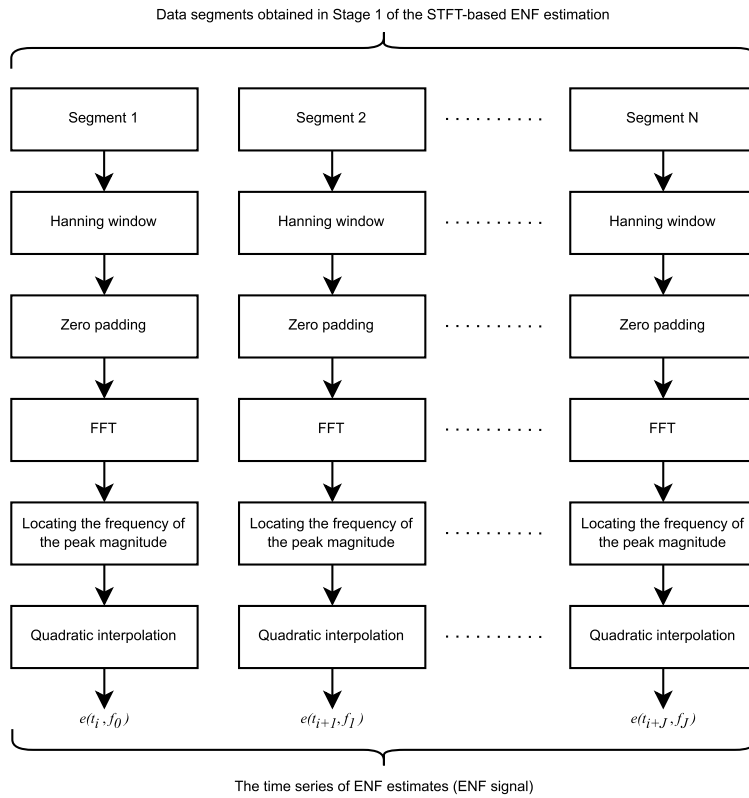 Data segments obtained in Stage 1 of the STFT-based ENF estimation
Segment 1 Segment 2 . . . . . . . . . . Segment N
Hanning window Hanning window . . . . . . . . . . Hanning window
Zero padding Zero padding . . . . . . . . . . Zero padding
FFT FFT . . . . . . . . . . FFT
Locating the frequency of the peak magnitude Locating the frequency of the peak magnitude . . . . . . . . . . Locating the frequency of the peak magnitude
Quadratic interpolation Quadratic interpolation . . . . . . . . . . Quadratic interpolation
e(t_i, f_0) e(t_{i+1}, f_1) e(t_{i+J}, f_J)
The time series of ENF estimates (ENF signal)